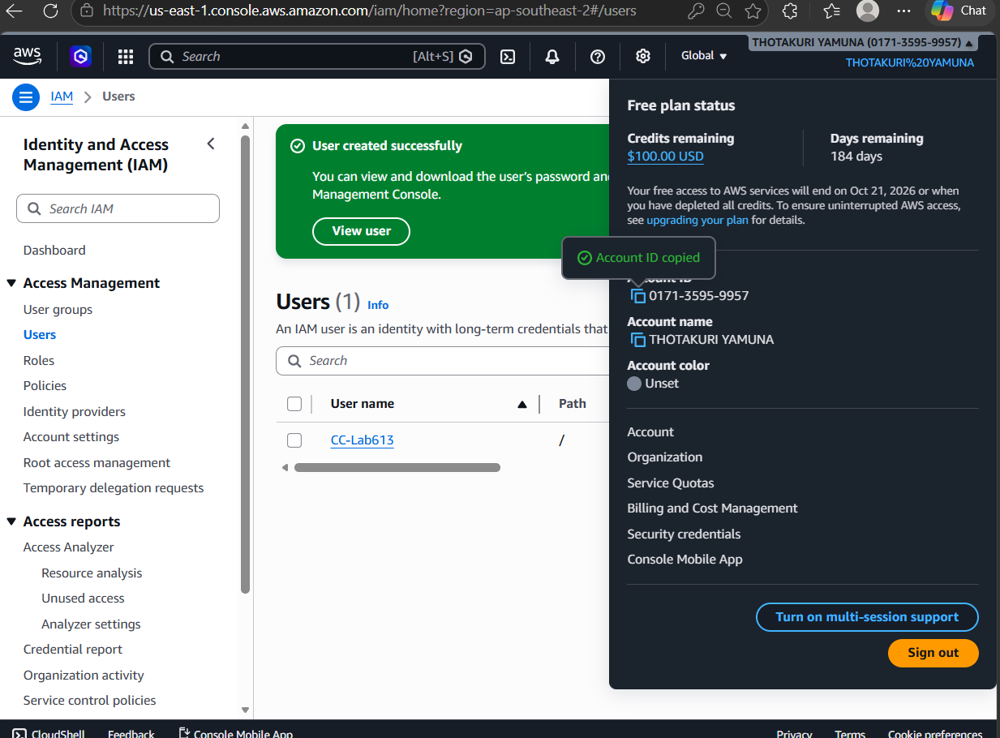 https://us-east-1.console.aws.amazon.com/iam/home?region=ap-southeast-2#/users
Chat
aws
Search [Alt+S]
Global
THOTAKURI YAMUNA (0171-3595-9957)
THOTAKURI%20YAMUNA
IAM > Users
Identity and Access
Management (IAM)
Search IAM
Dashboard
Access Management
User groups
Users
Roles
Policies
Identity providers
Account settings
Root access management
Temporary delegation requests
Access reports
Access Analyzer
Resource analysis
Unused access
Analyzer settings
Credential report
Organization activity
Service control policies
User created successfully
You can view and download the user's password and
Management Console.
View user
Users (1) Info
An IAM user is an identity with long-term credentials that
Search
User name Path
CC-Lab613 /
Free plan status
Credits remaining Days remaining
$100.00 USD 184 days
Your free access to AWS services will end on Oct 21, 2026 or when
you have depleted all credits. To ensure uninterrupted AWS access,
see upgrading your plan for details.
Account ID copied
Account ID
0171-3595-9957
Account name
THOTAKURI YAMUNA
Account color
Unset
Account
Organization
Service Quotas
Billing and Cost Management
Security credentials
Console Mobile App
Turn on multi-session support
Sign out
CloudShell Feedback Console Mobile App Privacy Terms Cookie preferences